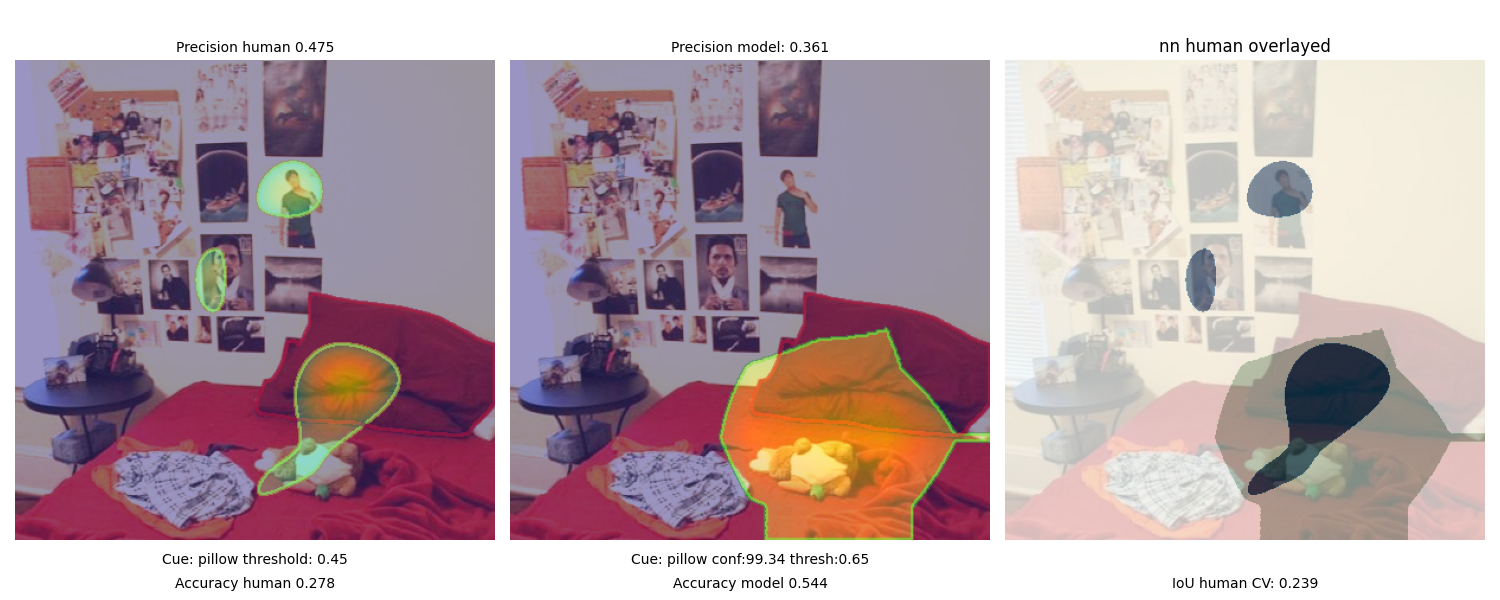 Precision human 0.475
Precision model: 0.361
nn human overlayed
Cue: pillow threshold: 0.45
Cue: pillow conf:99.34 thresh:0.65
Accuracy human 0.278
Accuracy model 0.544
IoU human CV: 0.239